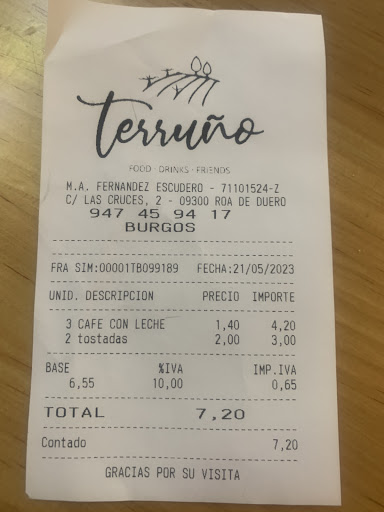 Terruño
FOOD · DRINKS · FRIENDS
M.A. FERNANDEZ ESCUDERO - 71101524-Z
C/ LAS CRUCES, 2 - 09300 ROA DE DUERO
947 45 94 17
BURGOS
FRA SIM:00001TB099189 FECHA:21/05/2023
UNID. DESCRIPCION PRECIO IMPORTE
3 CAFE CON LECHE 1,40 4,20
2 tostadas 2,00 3,00
BASE %IVA IMP.IVA
6,55 10,00 0,65
TOTAL 7,20
Contado 7,20
GRACIAS POR SU VISITA